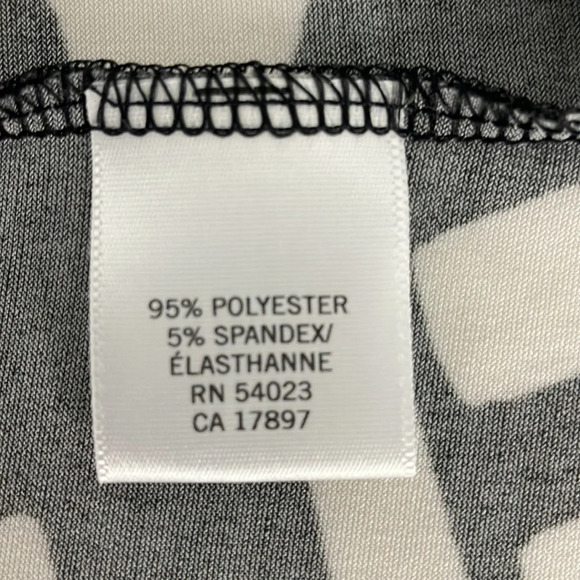 95% POLYESTER
5% SPANDEX/
ÉLASTHANNE
RN 54023
CA 17897